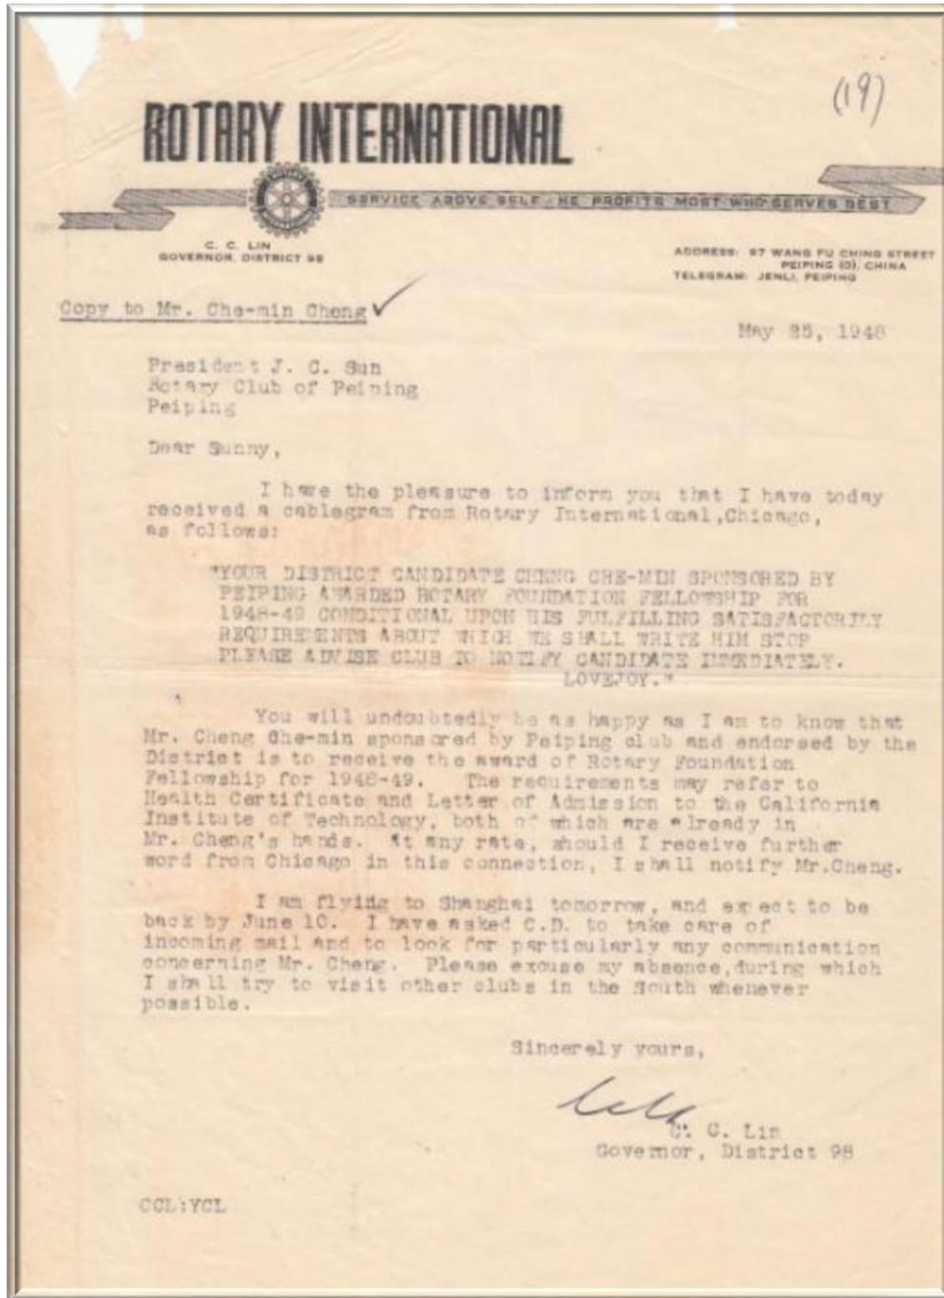 (19)
ROTARY INTERNATIONAL
SERVICE ABOVE SELF HE PROFITS MOST WHO SERVES BEST
C. C. LIN
GOVERNOR, DISTRICT 98
ADDRESS: 97 WANG FU CHING STREET
PEIPING (0), CHINA
TELEGRAM: JENLI, PEIPING
Copy to Mr. Che-min Cheng ✓
May 25, 1948
President J. C. Sun
Rotary Club of Peiping
Peiping
Dear Sunny,
I have the pleasure to inform you that I have today
received a cablegram from Rotary International,Chicago,
as follows:
"YOUR DISTRICT CANDIDATE CHENG CHE-MIN SPONSORED BY
PEIPING AWARDED ROTARY FOUNDATION FELLOWSHIP FOR
1948-49 CONDITIONAL UPON HIS FULFILLING SATISFACTORILY
REQUIREMENTS ABOUT WHICH WE SHALL WRITE HIM STOP
PLEASE ADVISE CLUB TO NOTIFY CANDIDATE IMMEDIATELY.
LOVEJOY."
You will undoubtedly be as happy as I am to know that
Mr. Cheng Che-min sponsored by Peiping club and endorsed by the
District is to receive the award of Rotary Foundation
Fellowship for 1948-49. The requirements may refer to
Health Certificate and Letter of Admission to the California
Institute of Technology, both of which are already in
Mr. Cheng's hands. At any rate, should I receive further
word from Chicago in this connection, I shall notify Mr.Cheng.
I am flying to Shanghai tomorrow, and expect to be
back by June 10. I have asked C.D. to take care of
incoming mail and to look for particularly any communication
concerning Mr. Cheng. Please excuse my absence,during which
I shall try to visit other clubs in the South whenever
possible.
Sincerely yours,
C. C. Lin
Governor, District 98
CCL:YCL